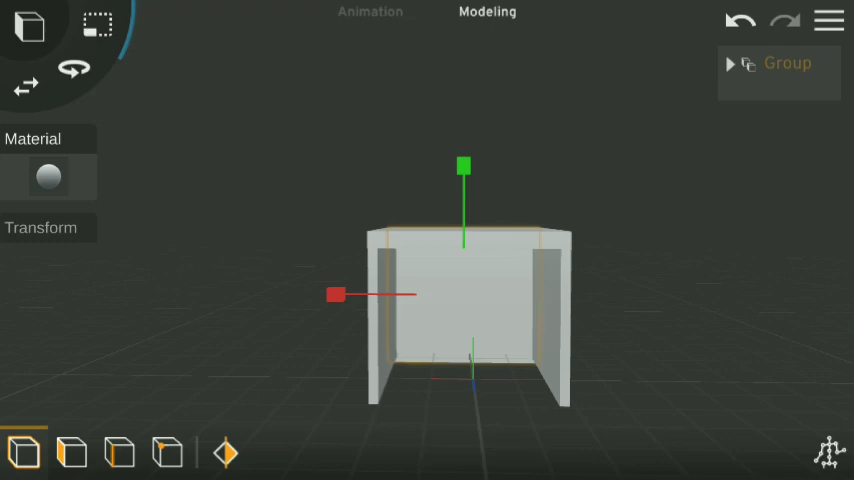 Animation
Modeling
Group
Material
Transform